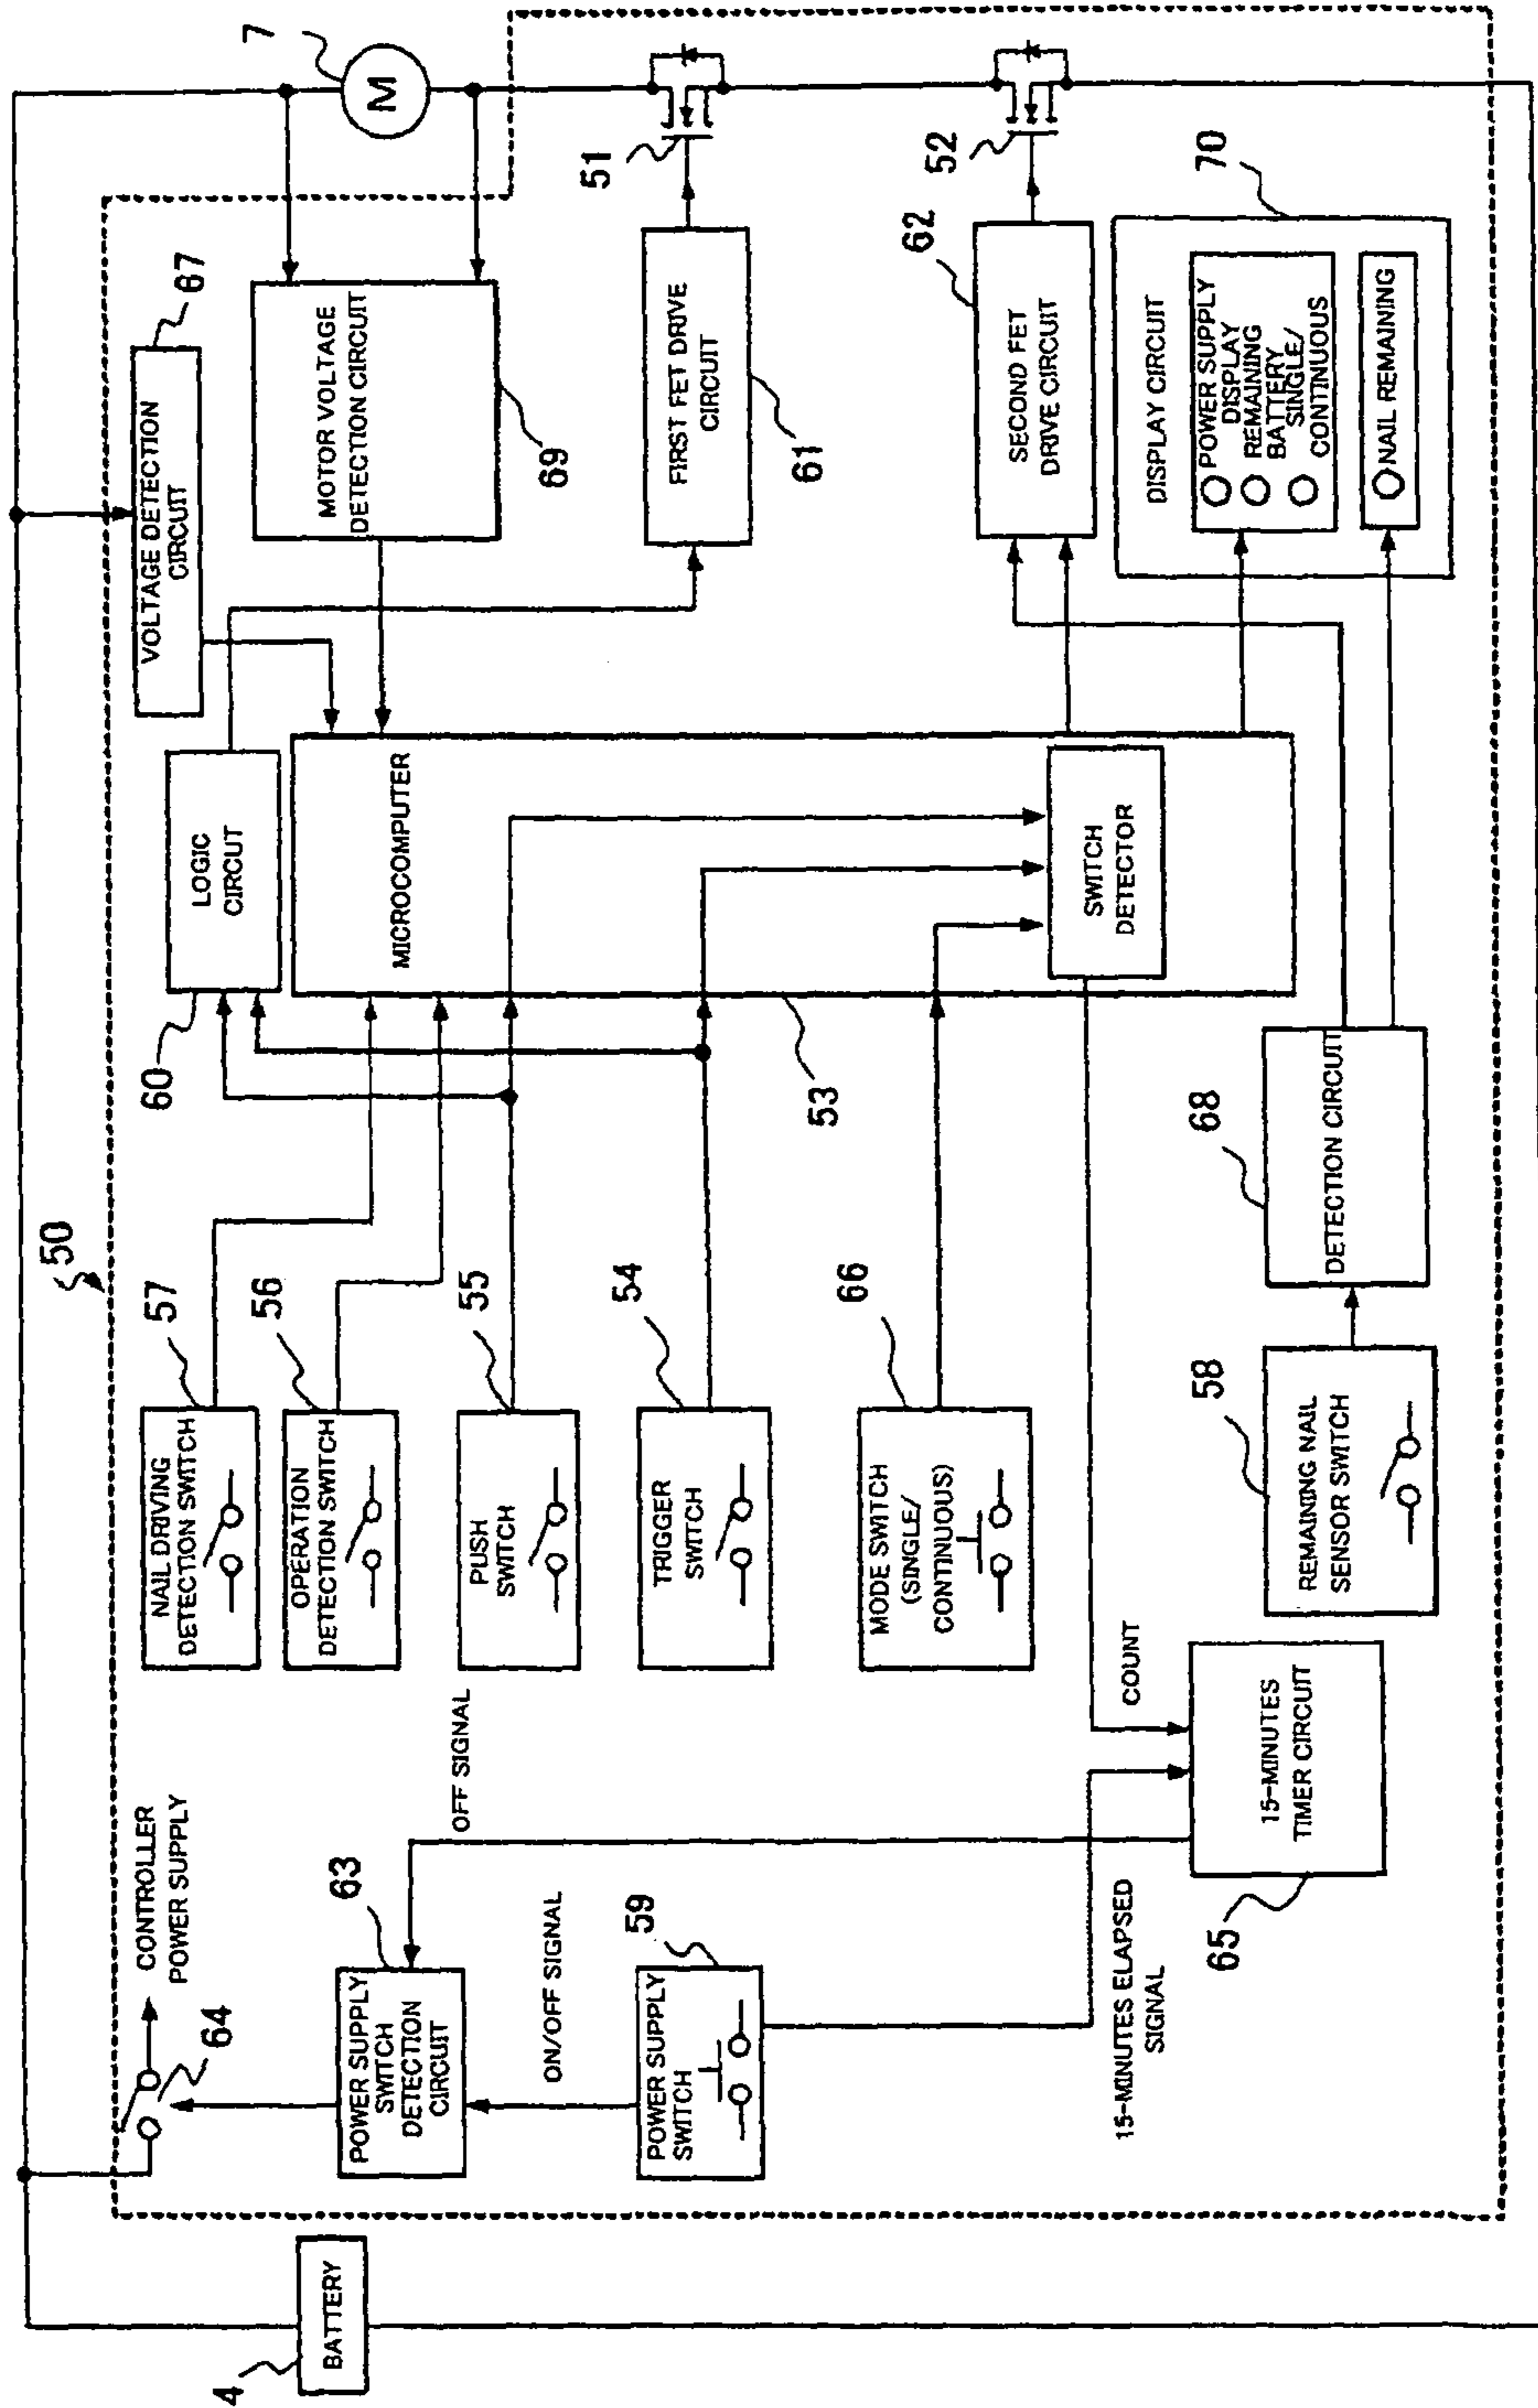 50
7
M
67
VOLTAGE DETECTION
CIRCUIT
MOTOR VOLTAGE
DETECTION CIRCUIT
69
51
FIRST FET DRIVE
CIRCUIT
61
52
62
SECOND FET
DRIVE CIRCUIT
70
DISPLAY CIRCUIT
POWER SUPPLY
DISPLAY
REMAINING
BATTERY
SINGLE/
CONTINUOUS
NAIL REMAINING
LOGIC
CIRCUT
60
MICROCOMPUTER
SWITCH
DETECTOR
53
57
NAIL DRIVING
DETECTION SWITCH
56
OPERATION
DETECTION SWITCH
55
PUSH
SWITCH
54
TRIGGER
SWITCH
66
MODE SWITCH
(SINGLE/
CONTINUOUS)
68
DETECTION CIRCUIT
58
REMAINING NAIL
SENSOR SWITCH
COUNT
15-MINUTES
TIMER CIRCUIT
65
OFF SIGNAL
CONTROLLER
POWER SUPPLY
64
63
POWER SUPPLY
SWITCH
DETECTION
CIRCUIT
ON/OFF SIGNAL
59
POWER SUPPLY
SWITCH
15-MINUTES ELAPSED
SIGNAL
4
BATTERY